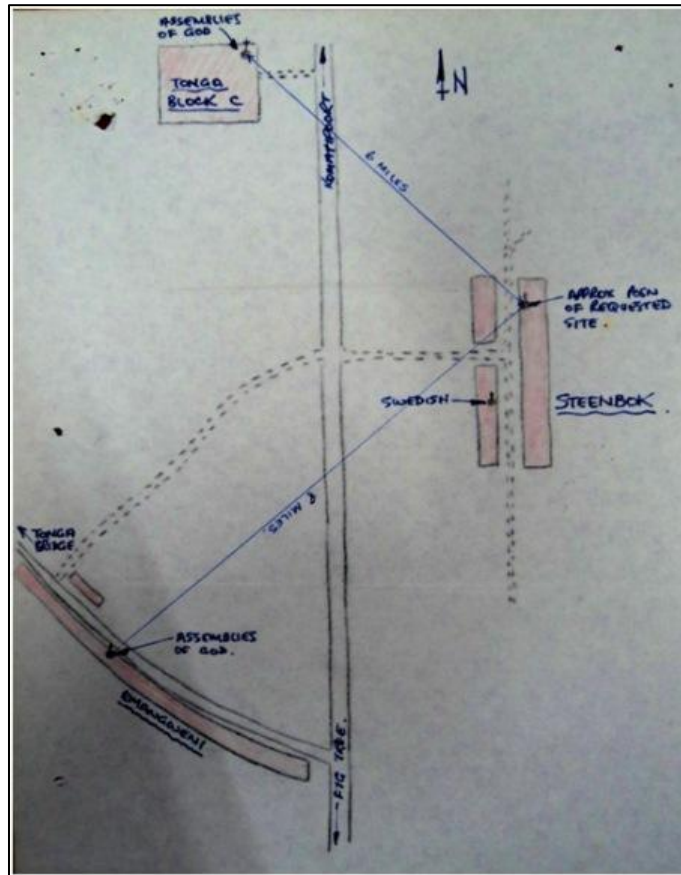 ASSEMBLIES
OF GOD
TONGA
BLOCK C
N
KOMATIPOORT
6 MILES
APPROX POSN
OF REQUESTED
SITE.
SWEDISH
STEENBOK
8 MILES.
TONGA
BRIDGE.
ASSEMBLIES
OF GOD.
EMANGWENI
FIG TREE.